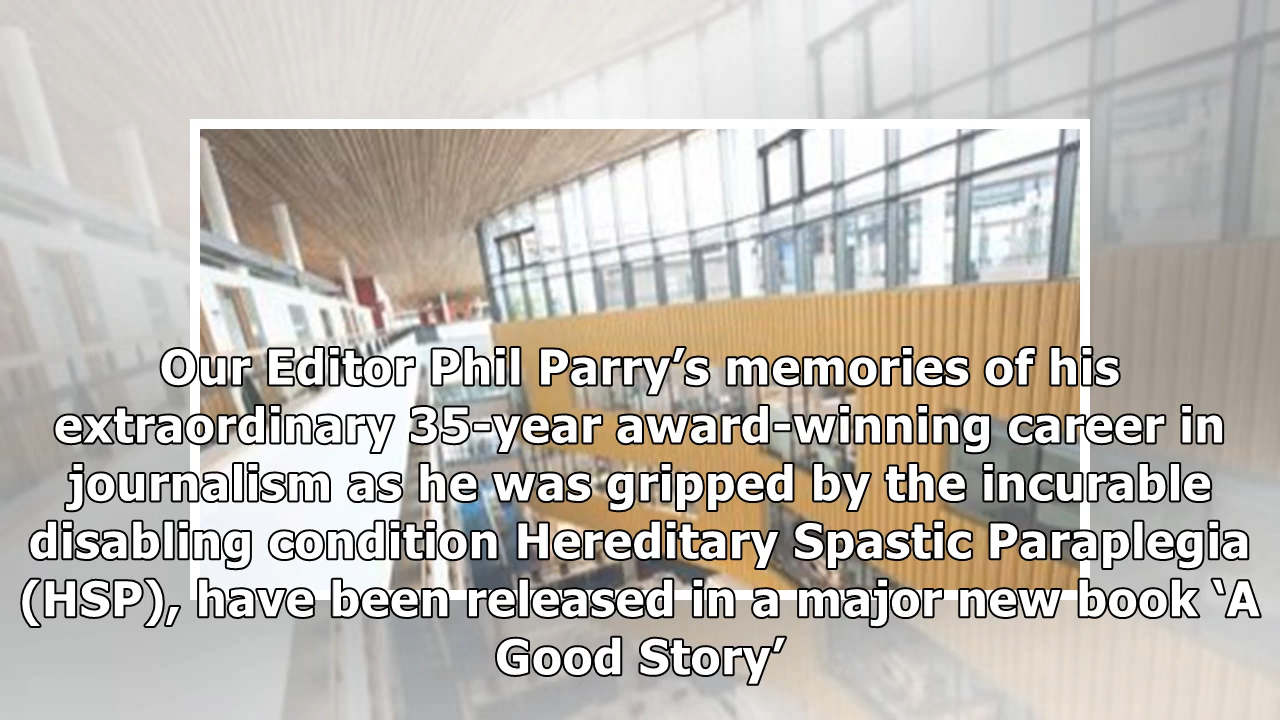 Our Editor Phil Parry’s memories of his
extraordinary 35-year award-winning career in
journalism as he was gripped by the incurable
disabling condition Hereditary Spastic Paraplegia
(HSP), have been released in a major new book ‘A
Good Story’